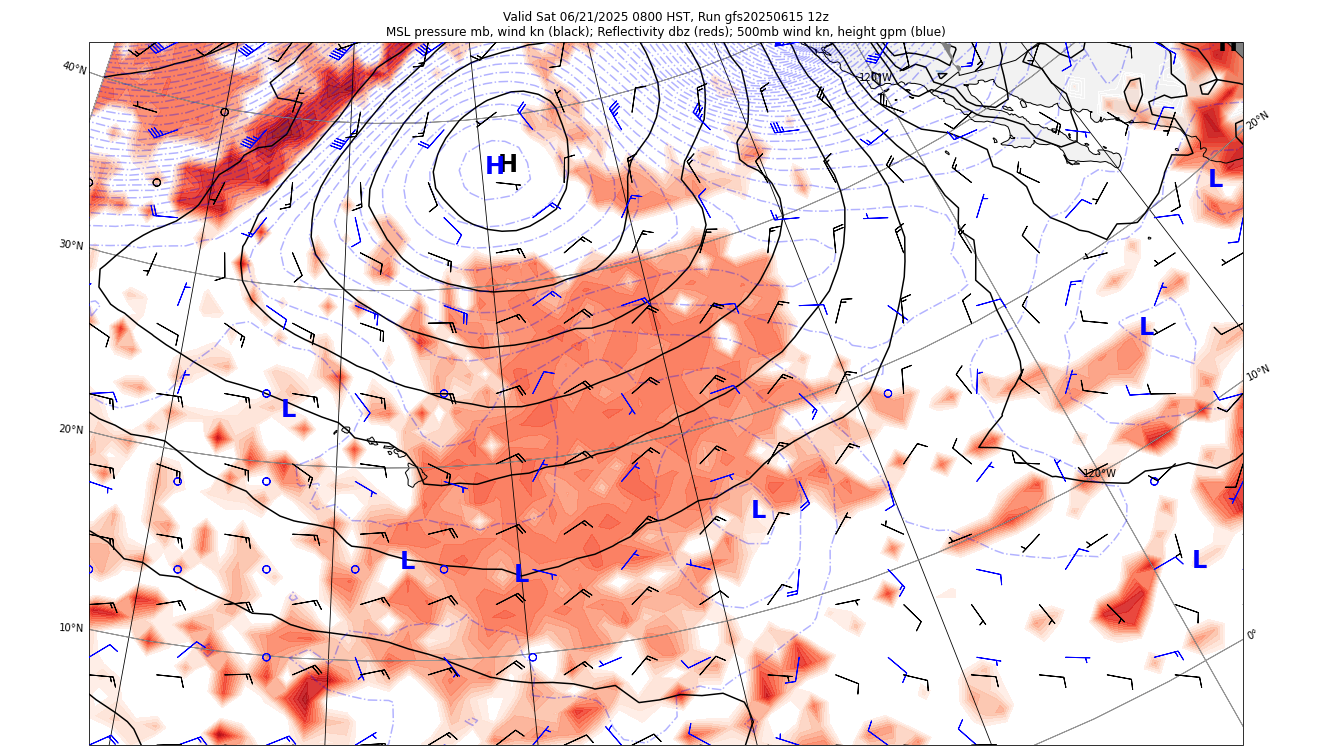 Valid Sat 06/21/2025 0800 HST, Run gfs20250615 12z
MSL pressure mb, wind kn (black); Reflectivity dbz (reds); 500mb wind kn, height gpm (blue)
H
40°N
120°W
20°N
H H
L
30°N
L
10°N
L
20°N
120°W
L
L L
L
10°N
0°